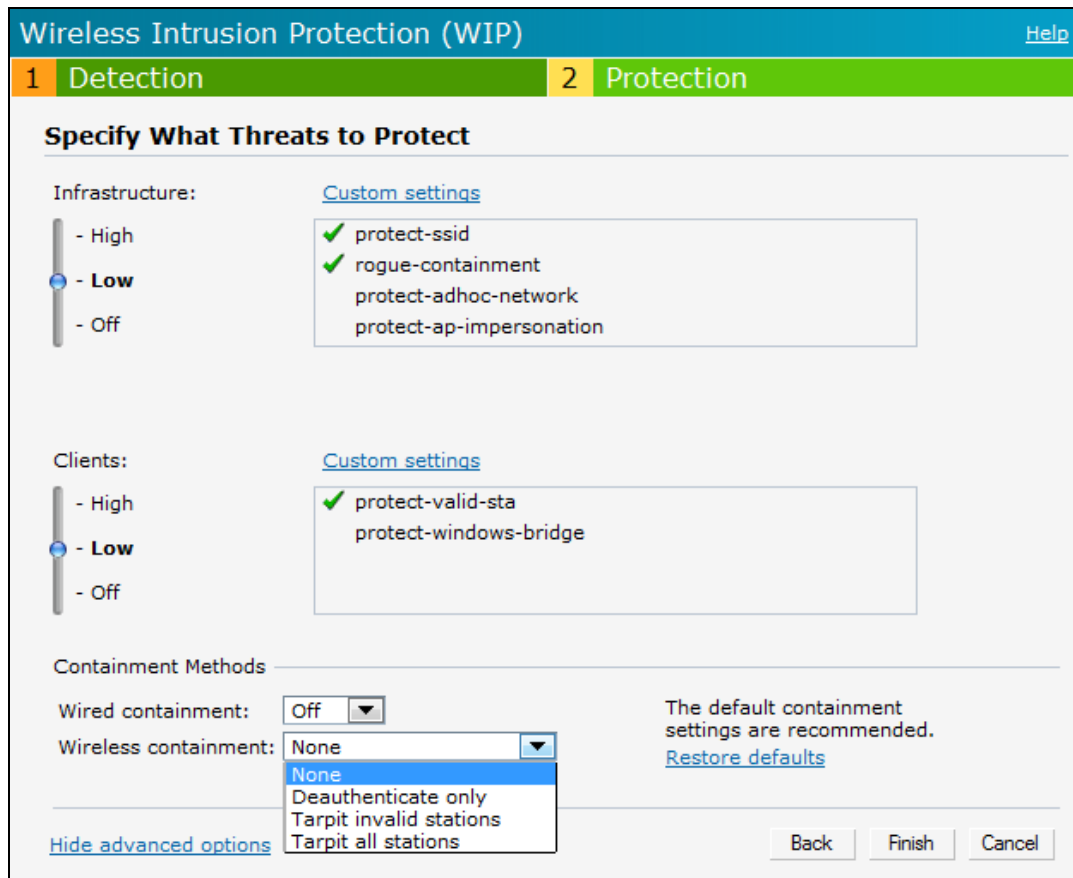 Wireless Intrusion Protection (WIP) Help
1 Detection 2 Protection
Specify What Threats to Protect
Infrastructure: Custom settings
- High
- Low
- Off
protect-ssid
rogue-containment
protect-adhoc-network
protect-ap-impersonation
Clients: Custom settings
- High
- Low
- Off
protect-valid-sta
protect-windows-bridge
Containment Methods
Wired containment: Off
Wireless containment: None
None
Deauthenticate only
Tarpit invalid stations
Tarpit all stations
The default containment
settings are recommended.
Restore defaults
Hide advanced options Back Finish Cancel